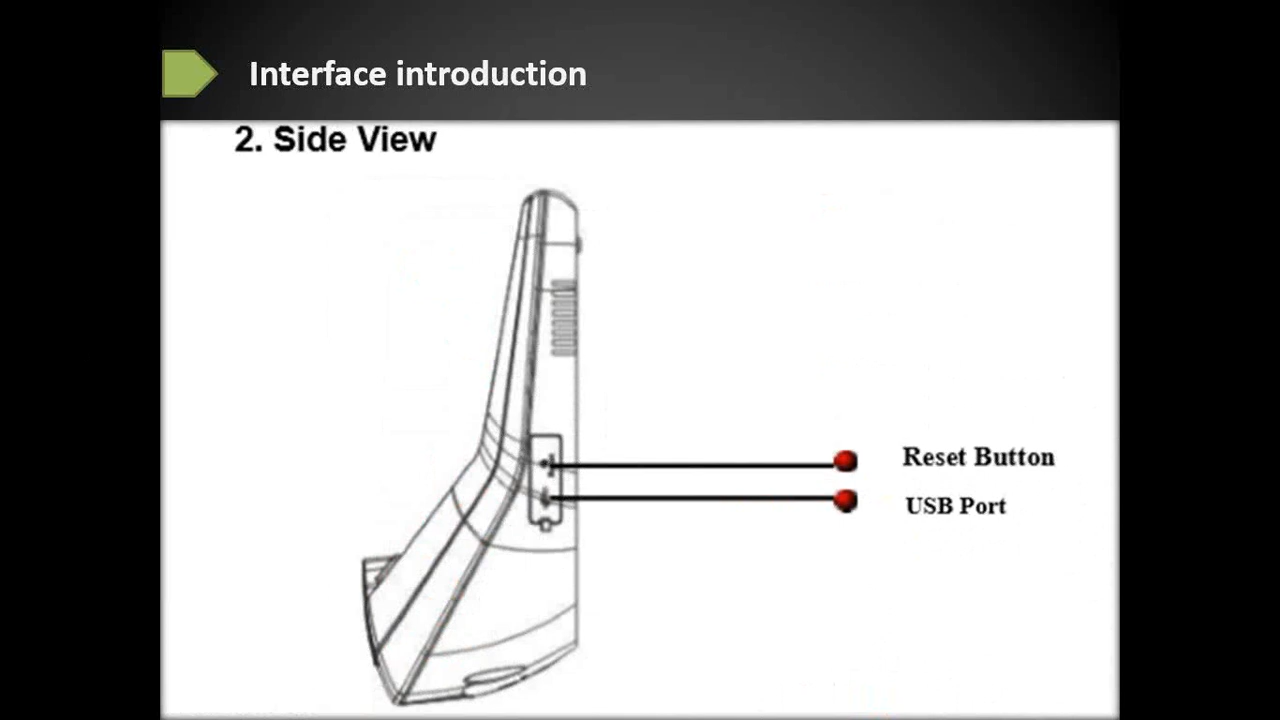 Interface introduction
2. Side View
Reset Button
USB Port